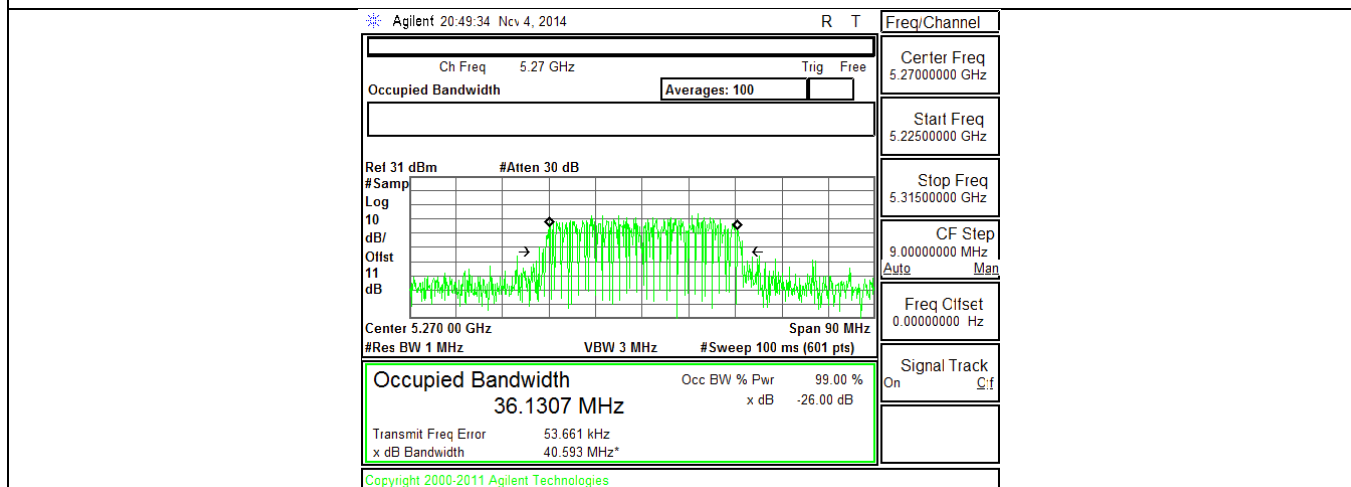 Agilent 20:49:34 Nov 4, 2014 R T
Ch Freq 5.27 GHz Trig Free
Occupied Bandwidth Averages: 100
Ref 31 dBm #Atten 30 dB
#Samp
Log
10
dB/
Offst
11
dB
Center 5.270 00 GHz Span 90 MHz
#Res BW 1 MHz VBW 3 MHz #Sweep 100 ms (601 pts)
Occupied Bandwidth Occ BW % Pwr 99.00 %
36.1307 MHz x dB -26.00 dB
Transmit Freq Error 53.661 kHz
x dB Bandwidth 40.593 MHz*
Copyright 2000-2011 Agilent Technologies
Freq/Channel
Center Freq
5.27000000 GHz
Start Freq
5.22500000 GHz
Stop Freq
5.31500000 GHz
CF Step
9.00000000 MHz
Auto Man
Freq Offset
0.00000000 Hz
Signal Track
On Off